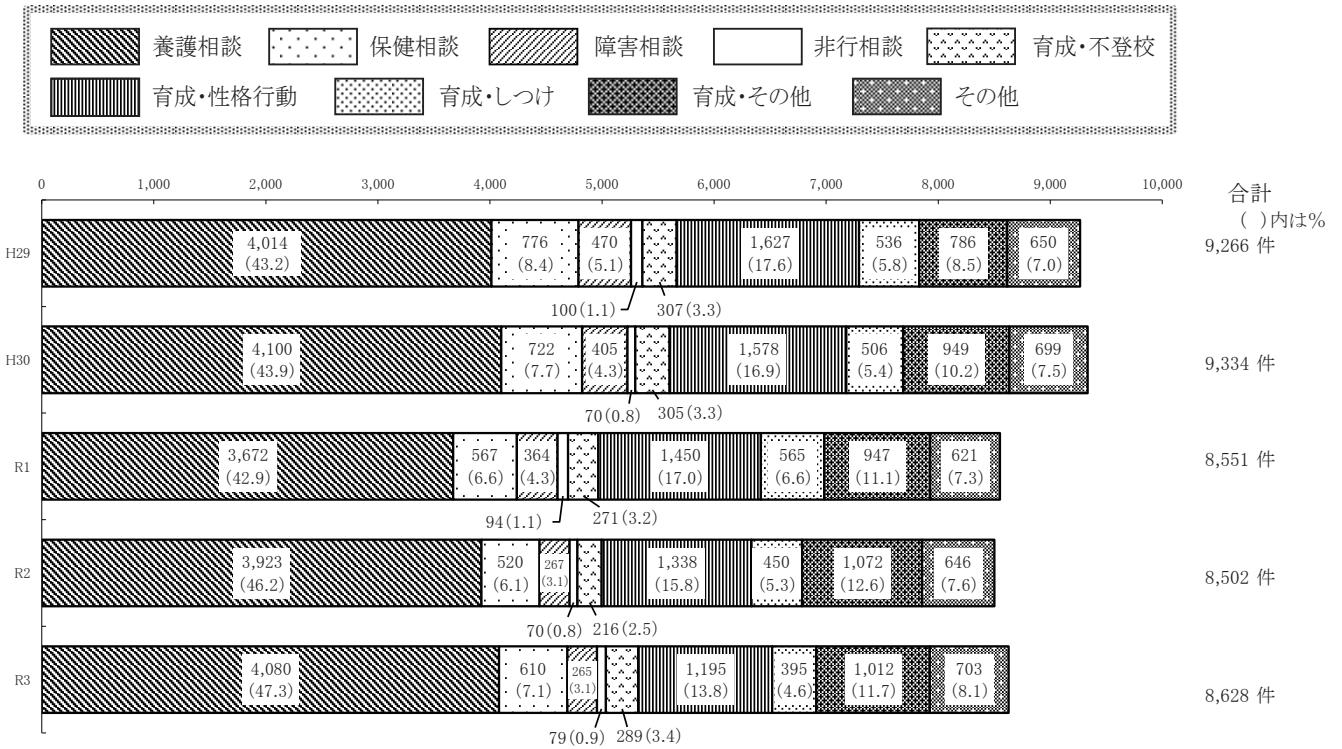 養護相談 保健相談 障害相談 非行相談 育成・不登校
育成・性格行動 育成・しつけ 育成・その他 その他
0 1,000 2,000 3,000 4,000 5,000 6,000 7,000 8,000 9,000 10,000
合計
( )内は%
H29 4,014 776 470 1,627 536 786 650 9,266 件
(43.2) (8.4) (5.1) (17.6) (5.8) (8.5) (7.0)
100(1.1) 307(3.3)
H30 4,100 722 405 1,578 506 949 699 9,334 件
(43.9) (7.7) (4.3) (16.9) (5.4) (10.2) (7.5)
70(0.8) 305(3.3)
R1 3,672 567 364 1,450 565 947 621 8,551 件
(42.9) (6.6) (4.3) (17.0) (6.6) (11.1) (7.3)
94(1.1) 271(3.2)
R2 3,923 520 267 1,338 450 1,072 646 8,502 件
(46.2) (6.1) (3.1) (15.8) (5.3) (12.6) (7.6)
70(0.8) 216(2.5)
R3 4,080 610 265 1,195 395 1,012 703 8,628 件
(47.3) (7.1) (3.1) (13.8) (4.6) (11.7) (8.1)
79(0.9) 289(3.4)